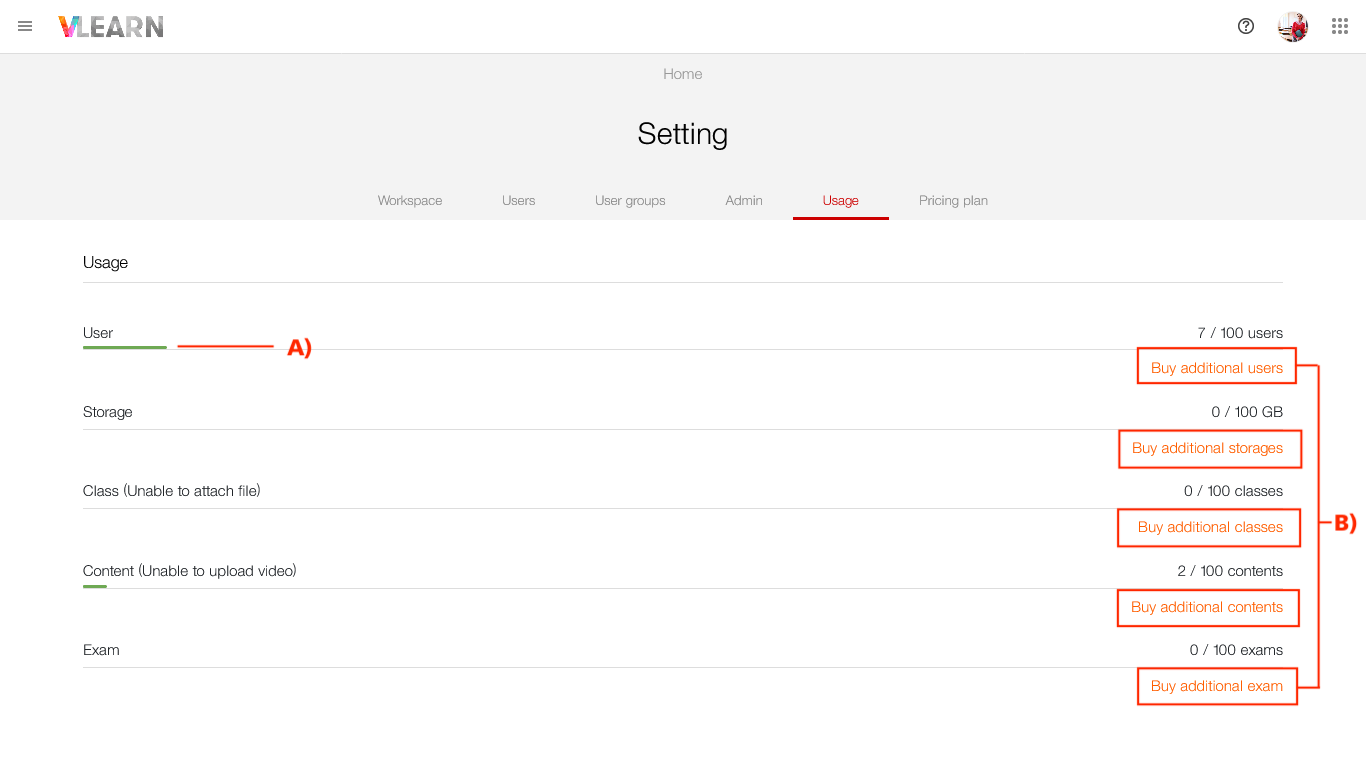 VLEARN
Home
Setting
Workspace Users User groups Admin Usage Pricing plan
Usage
User 7 / 100 users
A)
Buy additional users
Storage 0 / 100 GB
Buy additional storages
Class (Unable to attach file) 0 / 100 classes
Buy additional classes
B)
Content (Unable to upload video) 2 / 100 contents
Buy additional contents
Exam 0 / 100 exams
Buy additional exam